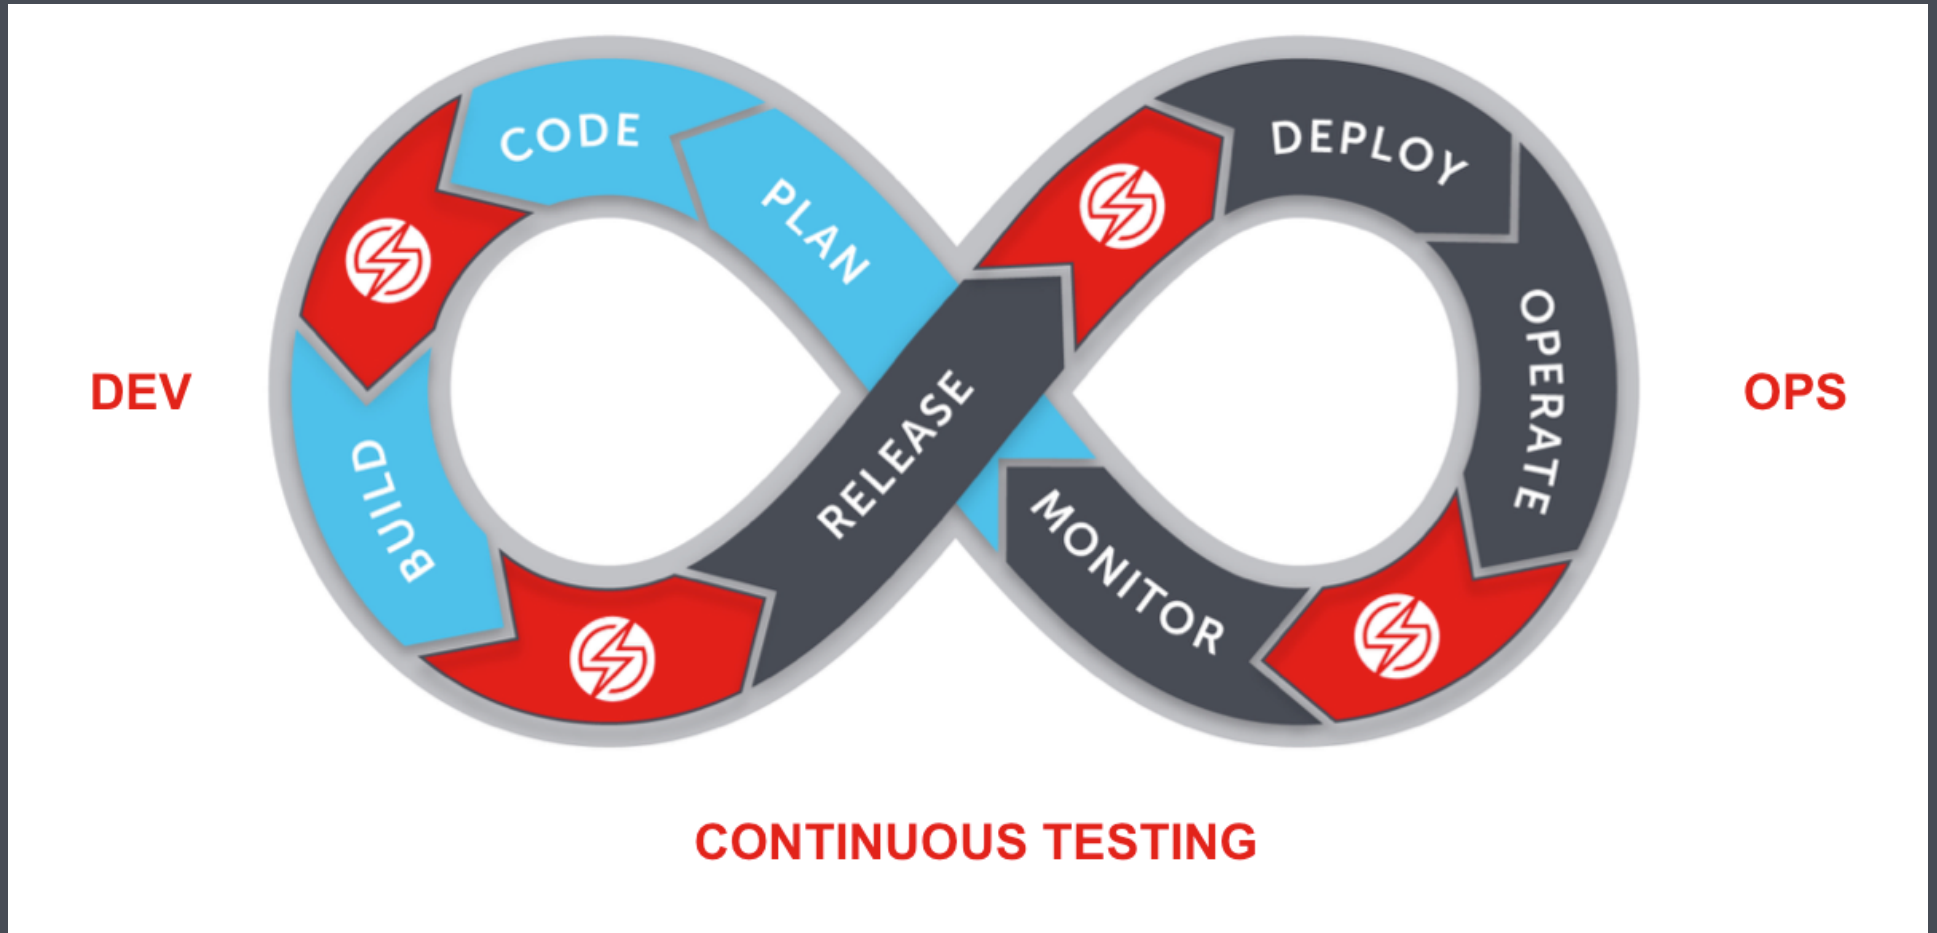 CODE
PLAN
DEPLOY
OPERATE
DEV
BUILD
RELEASE
MONITOR
OPS
CONTINUOUS TESTING